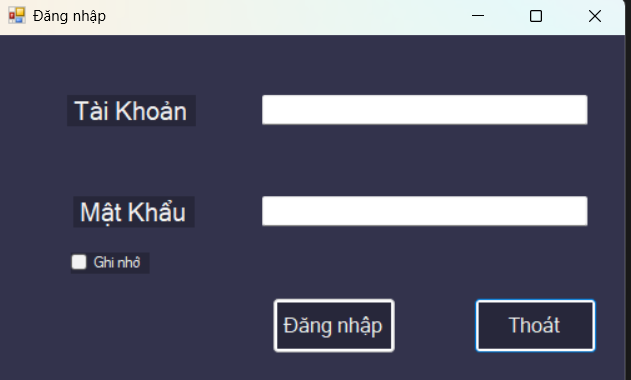 Đăng nhập
Tài Khoản
Mật Khẩu
Ghi nhớ
Đăng nhập
Thoát